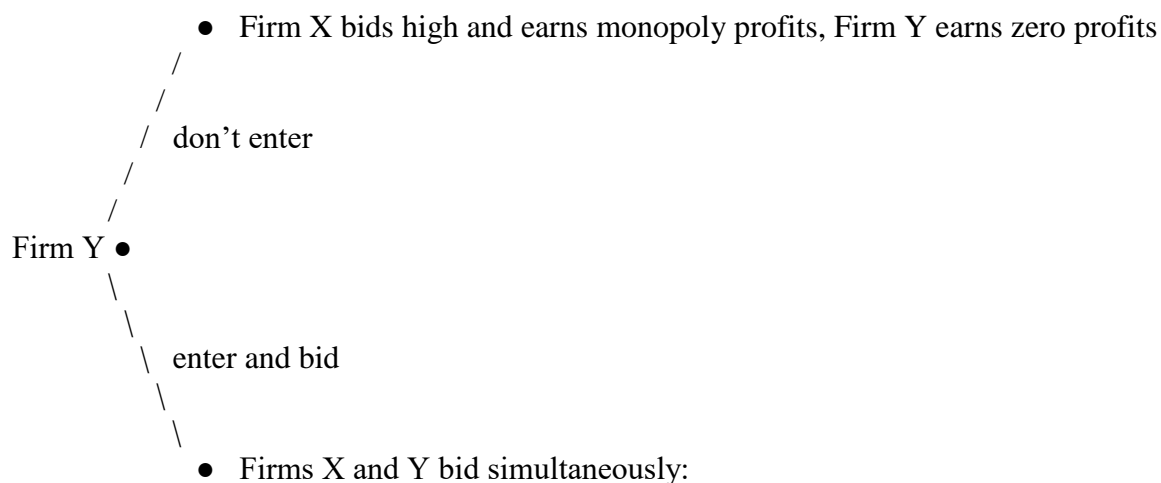 ● Firm X bids high and earns monopoly profits, Firm Y earns zero profits
don’t enter
Firm Y ●
enter and bid
● Firms X and Y bid simultaneously: